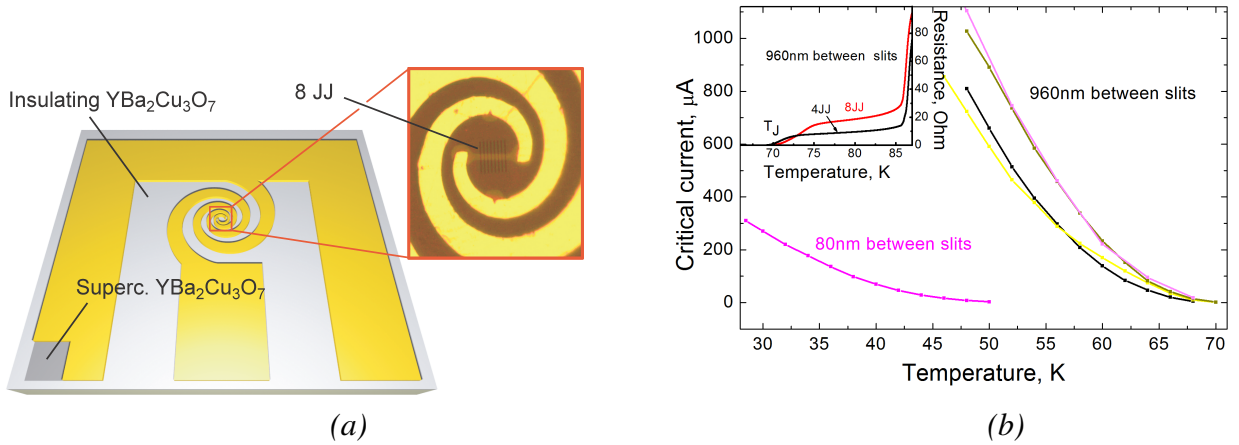 Insulating YBa₂Cu₃O₇
8 JJ
Superc. YBa₂Cu₃O₇
(a)
Critical current, µA
1000
800
600
400
200
0
30 35 40 45 50 55 60 65 70
Temperature, K
960nm between slits
80nm between slits
960nm between slits
4JJ 8JJ
TJ
70 75 80 85
Temperature, K
Resistance, Ohm
80
60
40
20
0
(b)